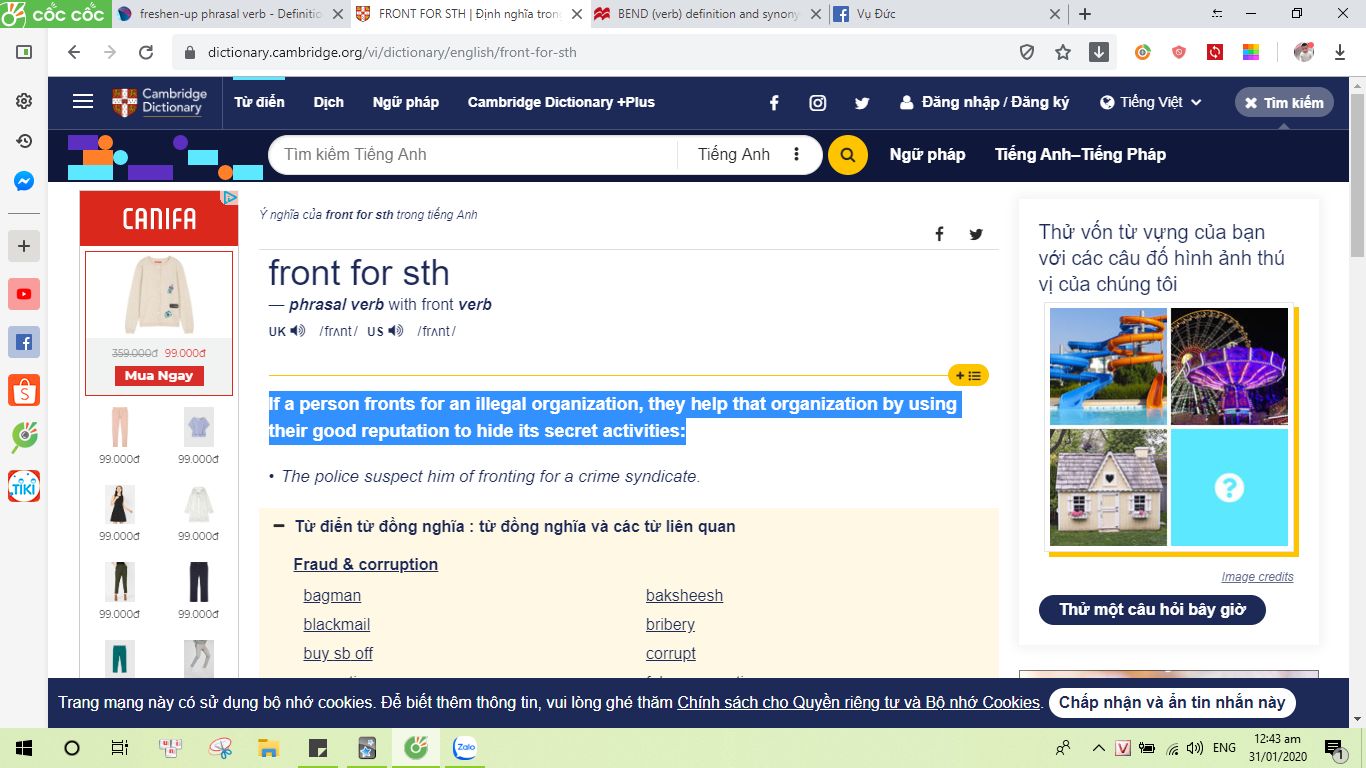 cốc cốc
freshen-up phrasal verb - Definitio
FRONT FOR STH | Định nghĩa tron
BEND (verb) definition and synony
Vụ Đức
dictionary.cambridge.org/vi/dictionary/english/front-for-sth
Cambridge
Dictionary
Từ điển
Dịch
Ngữ pháp
Cambridge Dictionary +Plus
Đăng nhập / Đăng ký
Tiếng Việt
Tìm kiếm
Tìm kiếm Tiếng Anh
Tiếng Anh
Ngữ pháp
Tiếng Anh–Tiếng Pháp
CANIFA
359.000đ 99.000đ
Mua Ngay
99.000đ 99.000đ
99.000đ 99.000đ
99.000đ 99.000đ
TIKI
Ý nghĩa của front for sth trong tiếng Anh
front for sth
— phrasal verb with front verb
UK /frʌnt/ US /frʌnt/
If a person fronts for an illegal organization, they help that organization by using
their good reputation to hide its secret activities:
• The police suspect him of fronting for a crime syndicate.
Từ điển từ đồng nghĩa : từ đồng nghĩa và các từ liên quan
Fraud & corruption
bagman
baksheesh
blackmail
bribery
buy sb off
corrupt
Thử vốn từ vựng của bạn
với các câu đố hình ảnh thú
vị của chúng tôi
?
Image credits
Thử một câu hỏi bây giờ
Trang mạng này có sử dụng bộ nhớ cookies. Để biết thêm thông tin, vui lòng ghé thăm Chính sách cho Quyền riêng tư và Bộ nhớ Cookies.
Chấp nhận và ẩn tin nhắn này
Zalo
V
ENG
12:43 am
31/01/2020
1